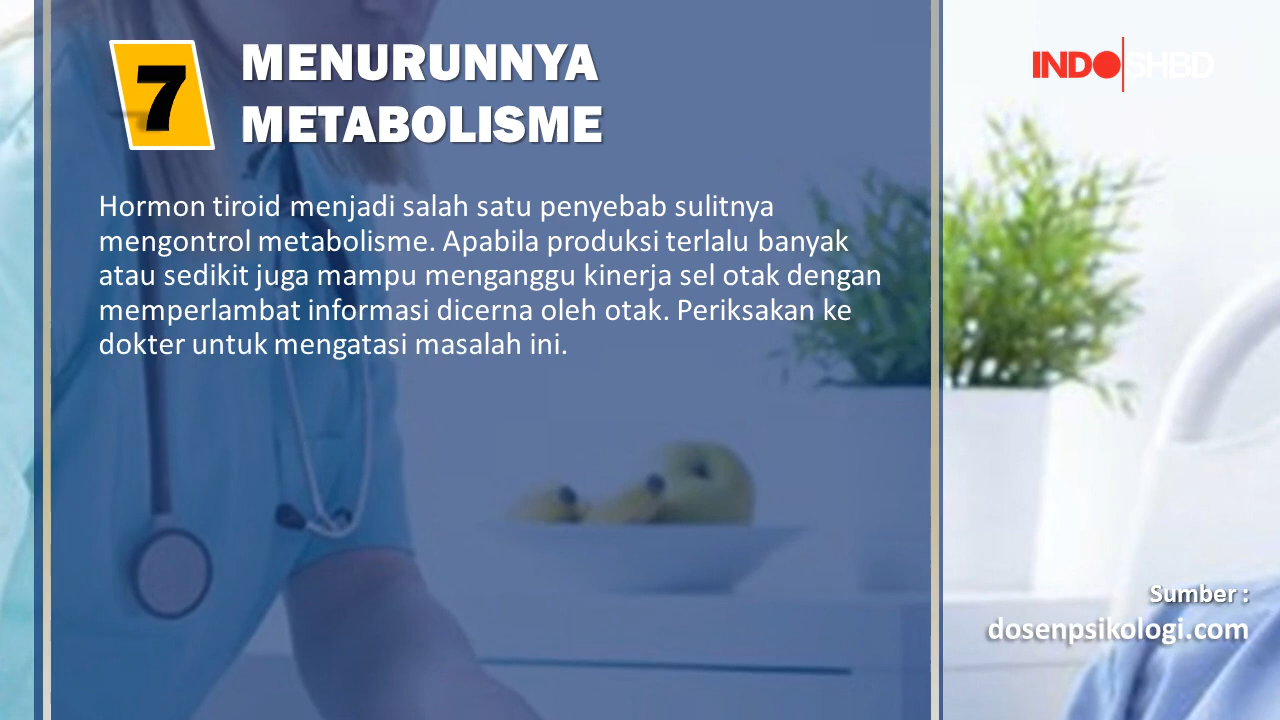 7
MENURUNNYA
METABOLISME
INDO SHBD
Hormon tiroid menjadi salah satu penyebab sulitnya
mengontrol metabolisme. Apabila produksi terlalu banyak
atau sedikit juga mampu menganggu kinerja sel otak dengan
memperlambat informasi dicerna oleh otak. Periksakan ke
dokter untuk mengatasi masalah ini.
Sumber :
dosenpsikologi.com